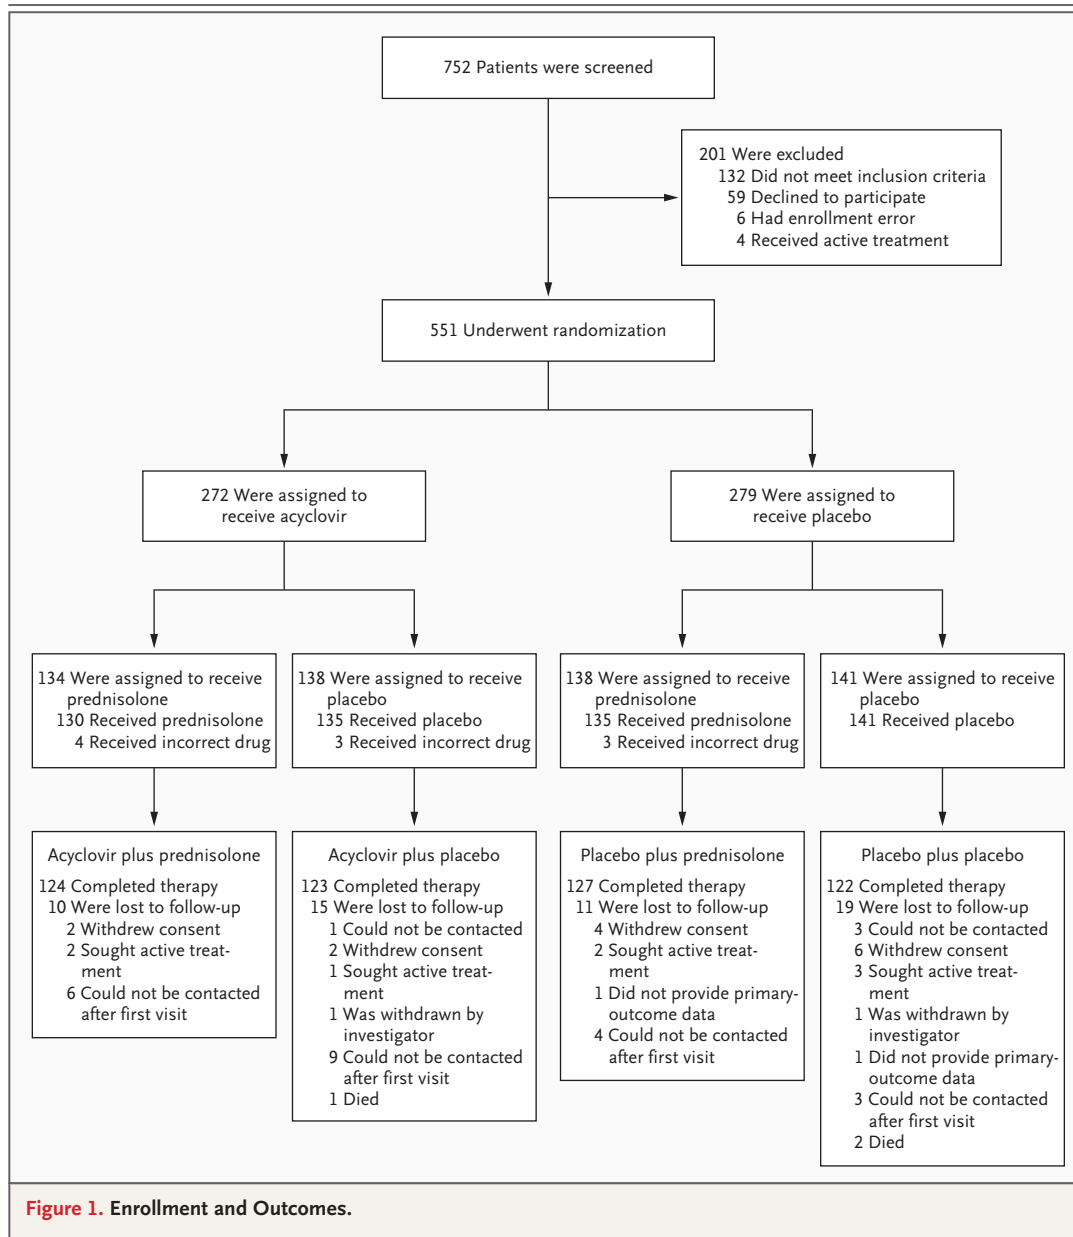 752 Patients were screened
201 Were excluded
132 Did not meet inclusion criteria
59 Declined to participate
6 Had enrollment error
4 Received active treatment
551 Underwent randomization
272 Were assigned to
receive acyclovir
279 Were assigned to
receive placebo
134 Were assigned to receive
prednisolone
130 Received prednisolone
4 Received incorrect drug
138 Were assigned to receive
placebo
135 Received placebo
3 Received incorrect drug
138 Were assigned to receive
prednisolone
135 Received prednisolone
3 Received incorrect drug
141 Were assigned to receive
placebo
141 Received placebo
Acyclovir plus prednisolone
124 Completed therapy
10 Were lost to follow-up
2 Withdrew consent
2 Sought active treat-
ment
6 Could not be contacted
after first visit
Acyclovir plus placebo
123 Completed therapy
15 Were lost to follow-up
1 Could not be contacted
2 Withdrew consent
1 Sought active treat-
ment
1 Was withdrawn by
investigator
9 Could not be contacted
after first visit
1 Died
Placebo plus prednisolone
127 Completed therapy
11 Were lost to follow-up
4 Withdrew consent
2 Sought active treat-
ment
1 Did not provide primary-
outcome data
4 Could not be contacted
after first visit
Placebo plus placebo
122 Completed therapy
19 Were lost to follow-up
3 Could not be contacted
6 Withdrew consent
3 Sought active treat-
ment
1 Was withdrawn by
investigator
1 Did not provide primary-
outcome data
3 Could not be contacted
after first visit
2 Died
Figure 1. Enrollment and Outcomes.